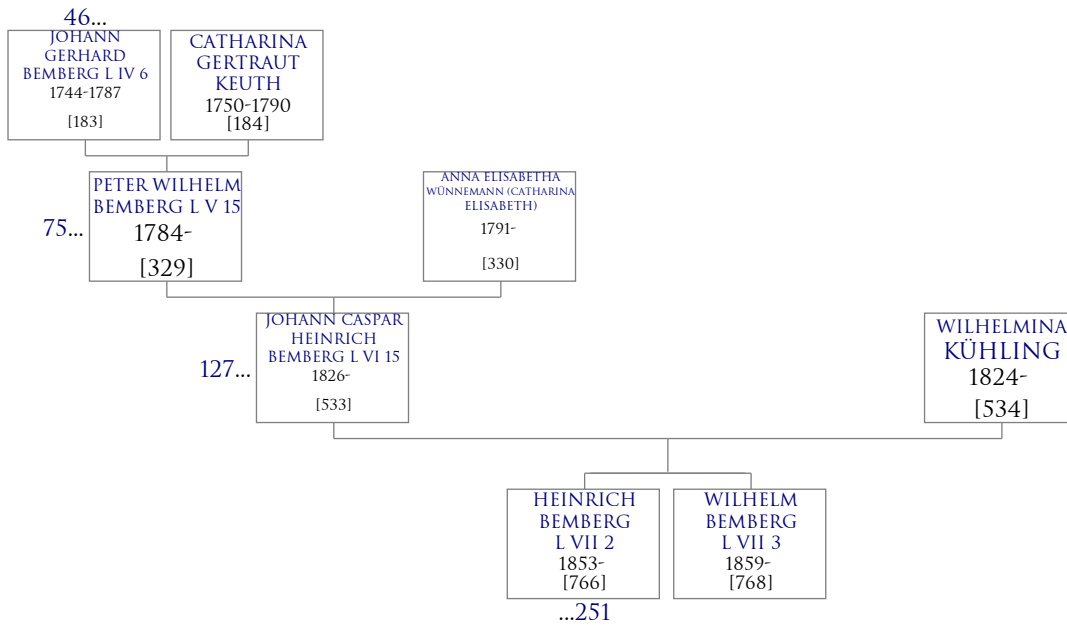 46...
JOHANN
GERHARD
BEMBERG L IV 6
1744-1787
[183]
CATHARINA
GERTRAUT
KEUTH
1750-1790
[184]
75...
PETER WILHELM
BEMBERG L V 15
1784-
[329]
ANNA ELISABETHA
WÜNNEMANN (CATHARINA
ELISABETH)
1791-
[330]
127...
JOHANN CASPAR
HEINRICH
BEMBERG L VI 15
1826-
[533]
WILHELMINA
KÜHLING
1824-
[534]
HEINRICH
BEMBERG
L VII 2
1853-
[766]
...251
WILHELM
BEMBERG
L VII 3
1859-
[768]